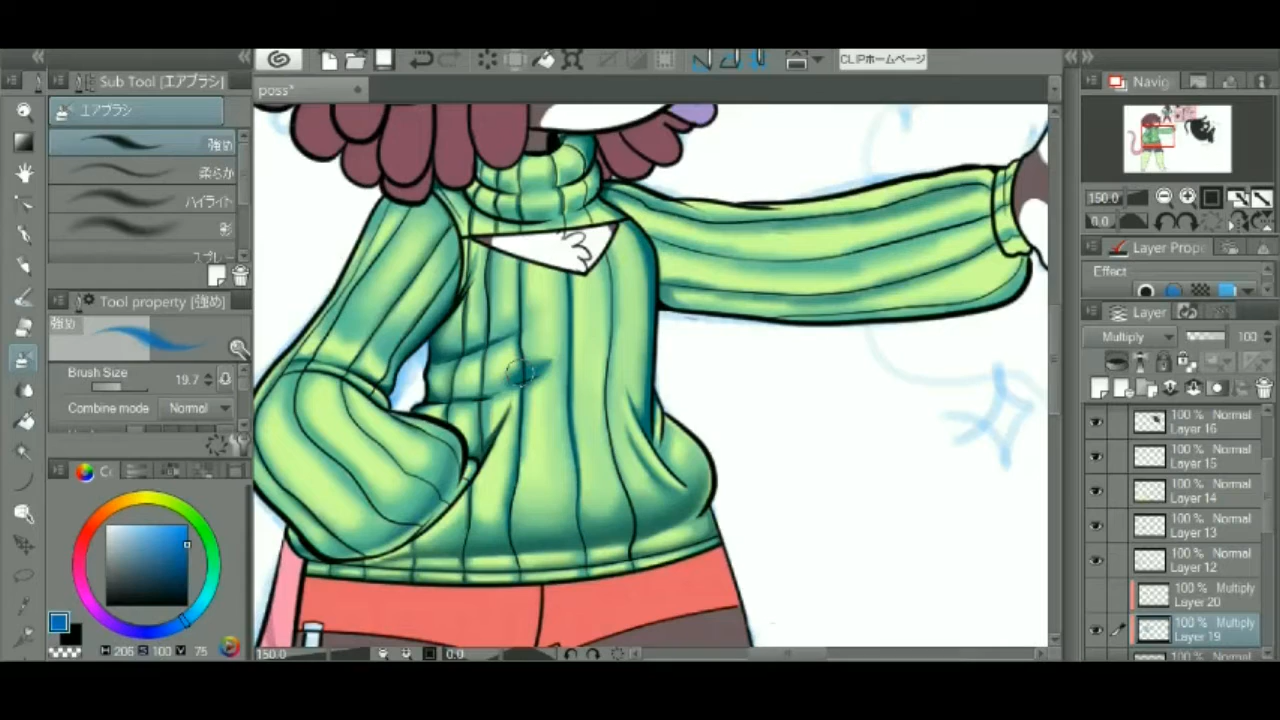 CLIPホームページ
Sub Tool [エアブラシ]
エアブラシ
強め
柔らか
ハイライト
影
スプレー
Tool property [強め]
強め
Brush Size
19.7
Combine mode Normal
H 206 S 100 V 75
poss*
150.0
0.0
Navig
150.0
0.0
Layer Prope
Effect
Layer
Multiply 100
100 % Normal
Layer 16
100 % Normal
Layer 15
100 % Normal
Layer 14
100 % Normal
Layer 13
100 % Normal
Layer 12
100 % Multiply
Layer 20
100 % Multiply
Layer 19
100 % Normal